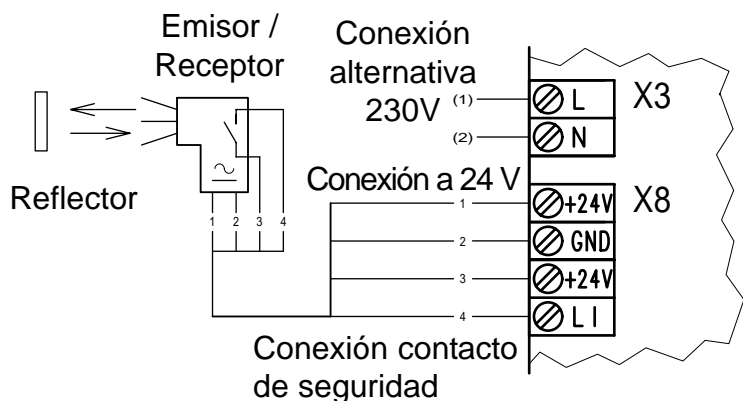 Emisor /
Receptor
Reflector
1 2 3 4
Conexión
alternativa
230V
(1) L X3
(2) N
Conexión a 24 V
1 +24V X8
2 GND
3 +24V
4 LI
Conexión contacto
de seguridad